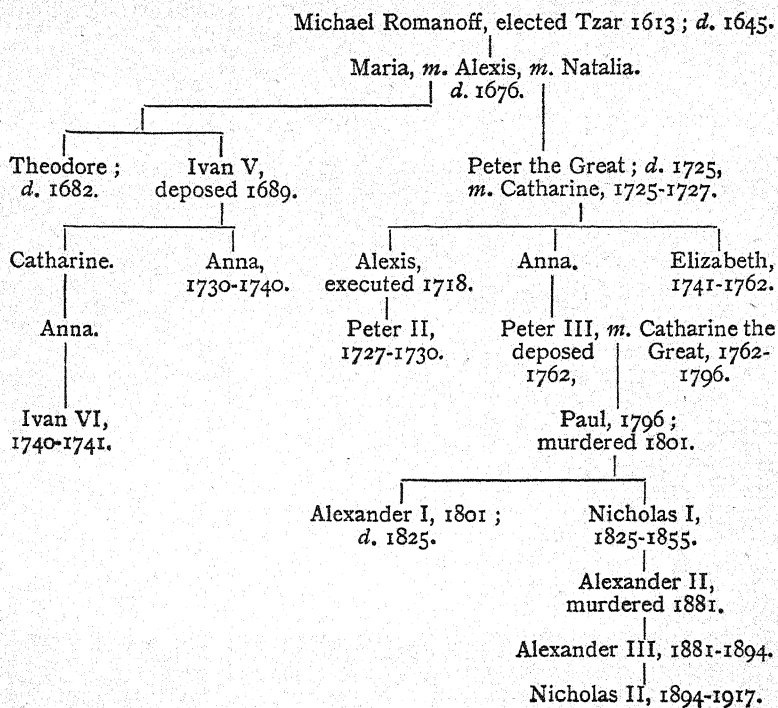 Michael Romanoff, elected Tzar 1613 ; d. 1645.
Maria, m. Alexis, m. Natalia.
d. 1676.
Theodore ;
d. 1682.
Ivan V,
deposed 1689.
Peter the Great ; d. 1725,
m. Catharine, 1725-1727.
Catharine.
Anna,
1730-1740.
Alexis,
executed 1718.
Anna.
Elizabeth,
1741-1762.
Anna.
Peter II,
1727-1730.
Peter III, m. Catharine the
deposed Great, 1762-
1762, 1796.
Ivan VI,
1740-1741.
Paul, 1796 ;
murdered 1801.
Alexander I, 1801 ;
d. 1825.
Nicholas I,
1825-1855.
Alexander II,
murdered 1881.
Alexander III, 1881-1894.
Nicholas II, 1894-1917.